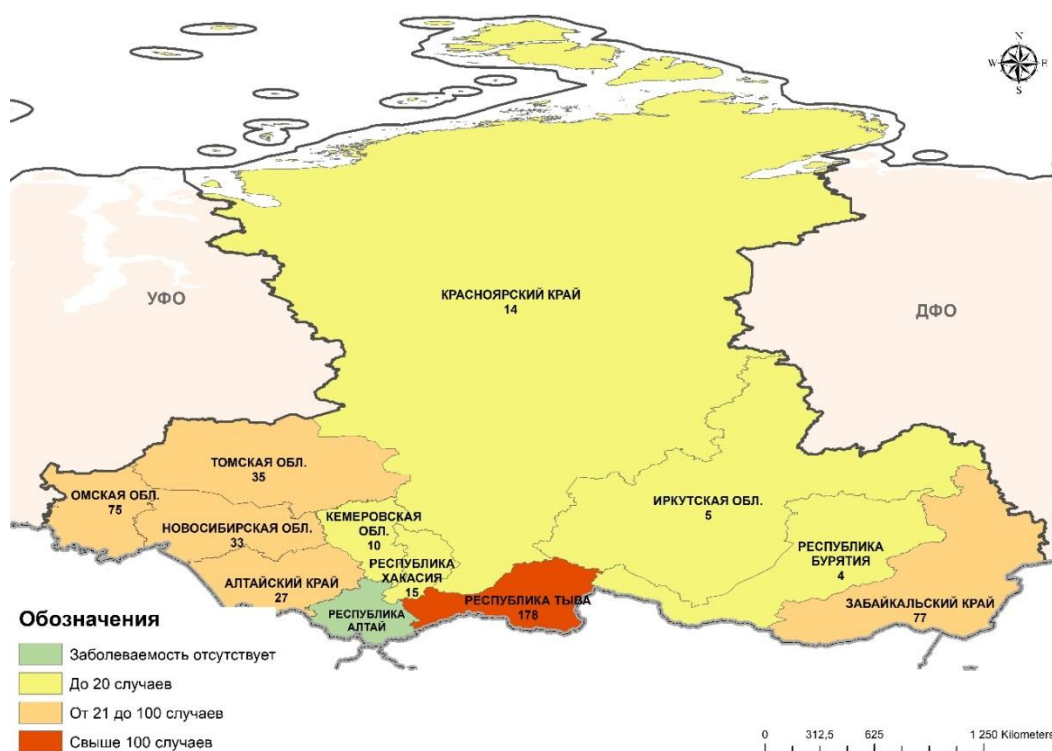 N
W E
S
УФО
КРАСНОЯРСКИЙ КРАЙ
14
ДФО
ТОМСКАЯ ОБЛ.
35
ОМСКАЯ ОБЛ.
75
НОВОСИБИРСКАЯ ОБЛ.
33
КЕМЕРОВСКАЯ
ОБЛ.
10
ИРКУТСКАЯ ОБЛ.
5
РЕСПУБЛИКА
БУРЯТИЯ
4
РЕСПУБЛИКА
ХАКАСИЯ
15
АЛТАЙСКИЙ КРАЙ
27
РЕСПУБЛИКА
АЛТАЙ
РЕСПУБЛИКА ТЫВА
178
ЗАБАЙКАЛЬСКИЙ КРАЙ
77
Обозначения
Заболеваемость отсутствует
До 20 случаев
От 21 до 100 случаев
Свыше 100 случаев
0 312,5 625 1 250 Kilometers